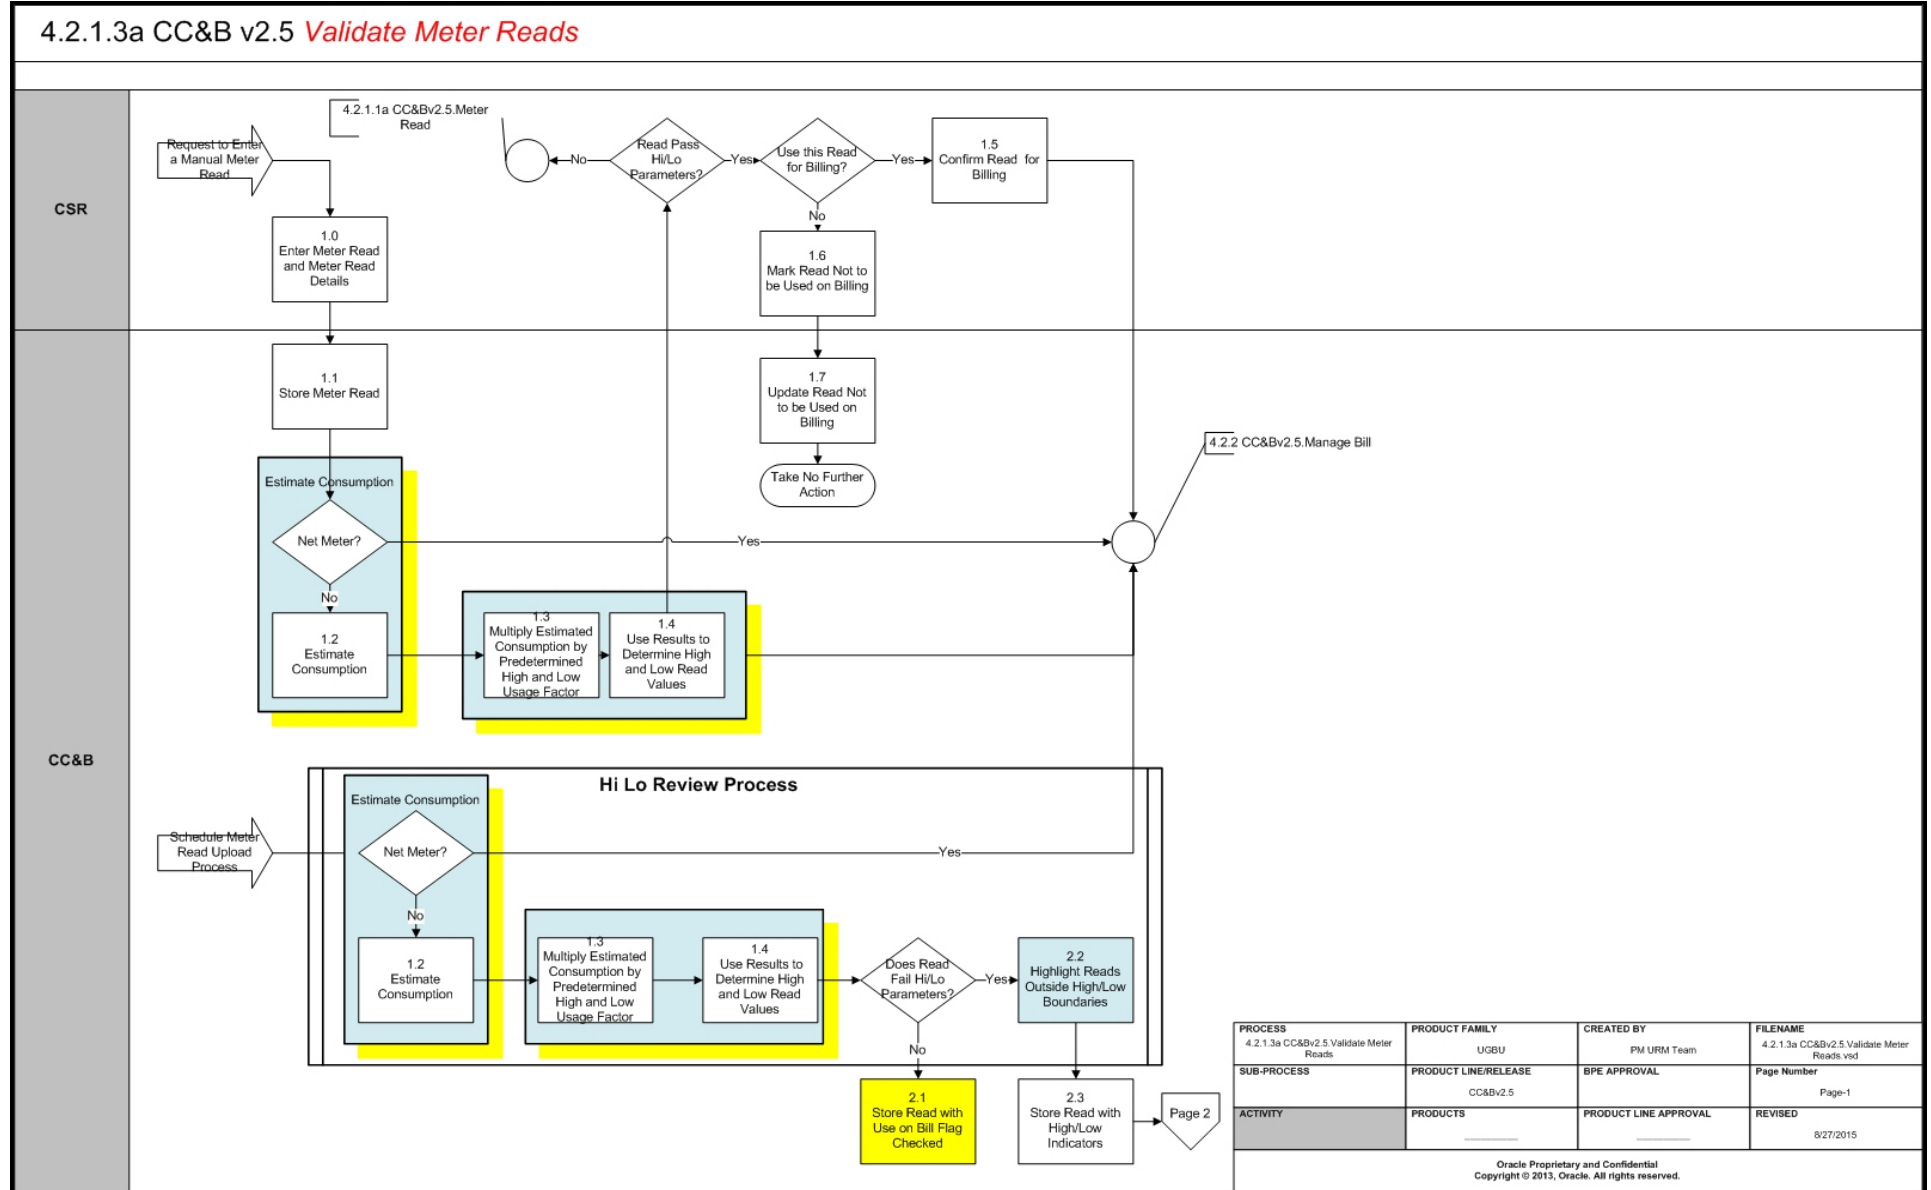 4.2.1.3a CC&B v2.5 Validate Meter Reads
CSR
Request to Enter
a Manual Meter
Read
4.2.1.1a CC&Bv2.5.Meter
Read
No
Read Pass
Hi/Lo
Parameters?
Yes
Use this Read
for Billing?
Yes
1.5
Confirm Read for
Billing
No
1.0
Enter Meter Read
and Meter Read
Details
1.6
Mark Read Not to
be Used on Billing
CC&B
1.1
Store Meter Read
1.7
Update Read Not
to be Used on
Billing
Take No Further
Action
4.2.2 CC&Bv2.5.Manage Bill
Estimate Consumption
Net Meter?
Yes
No
1.2
Estimate
Consumption
1.3
Multiply Estimated
Consumption by
Predetermined
High and Low
Usage Factor
1.4
Use Results to
Determine High
and Low Read
Values
Hi Lo Review Process
Schedule Meter
Read Upload
Process
Estimate Consumption
Net Meter?
Yes
No
1.2
Estimate
Consumption
1.3
Multiply Estimated
Consumption by
Predetermined
High and Low
Usage Factor
1.4
Use Results to
Determine High
and Low Read
Values
Does Read
Fail Hi/Lo
Parameters?
Yes
2.2
Highlight Reads
Outside High/Low
Boundaries
No
2.1
Store Read with
Use on Bill Flag
Checked
2.3
Store Read with
High/Low
Indicators
Page 2
PROCESS
4.2.1.3a CC&Bv2.5.Validate Meter
Reads
PRODUCT FAMILY
UGBU
CREATED BY
PM URM Team
FILENAME
4.2.1.3a CC&Bv2.5.Validate Meter
Reads.vsd
SUB-PROCESS
PRODUCT LINE/RELEASE
CC&Bv2.5
BPE APPROVAL
Page Number
Page-1
ACTIVITY
PRODUCTS
PRODUCT LINE APPROVAL
REVISED
8/27/2015
Oracle Proprietary and Confidential
Copyright © 2013, Oracle. All rights reserved.